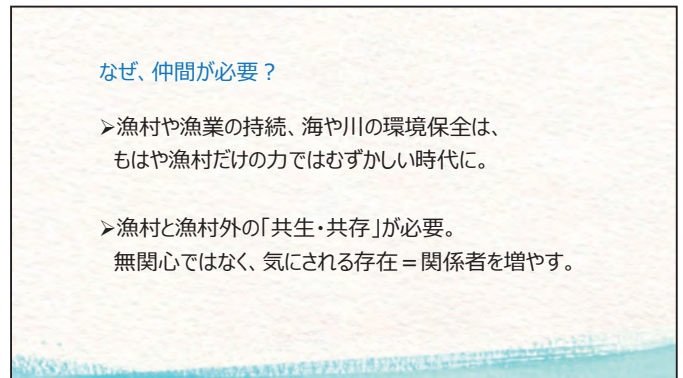 なぜ、仲間が必要？
➢漁村や漁業の持続、海や川の環境保全は、
もはや漁村だけの力ではむずかしい時代に。
➢漁村と漁村外の「共生・共存」が必要。
無関心ではなく、気にされる存在＝関係者を増やす。